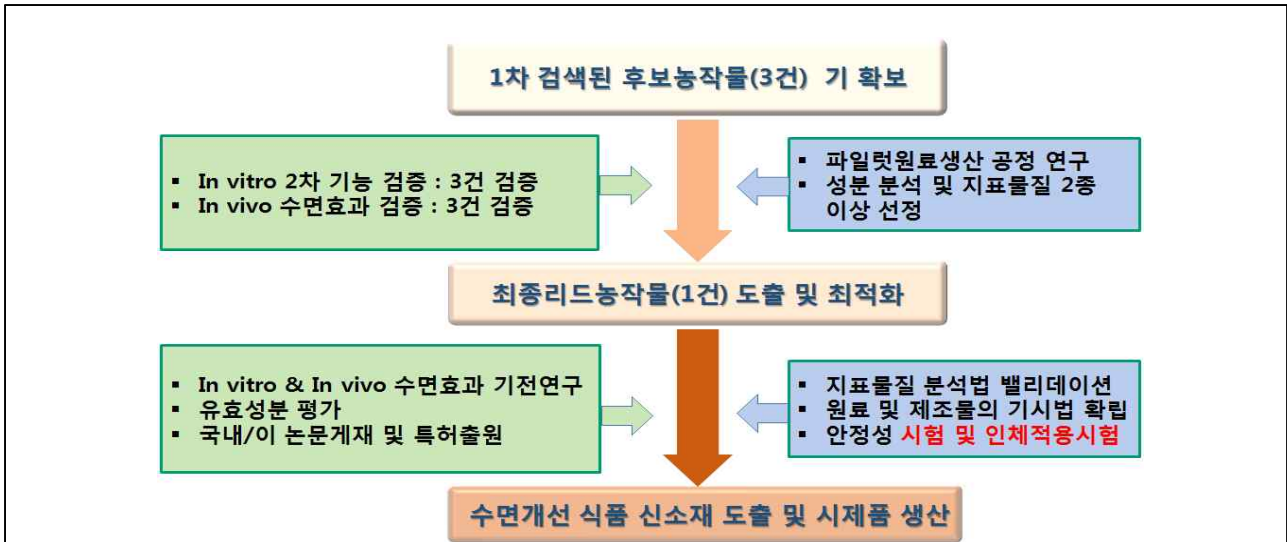 1차 검색된 후보농작물(3건) 기 확보
▪ In vitro 2차 기능 검증 : 3건 검증
▪ In vivo 수면효과 검증 : 3건 검증
▪ 파일럿원료생산 공정 연구
▪ 성분 분석 및 지표물질 2종
이상 선정
최종리드농작물(1건) 도출 및 최적화
▪ In vitro & In vivo 수면효과 기전연구
▪ 유효성분 평가
▪ 국내/이 논문게재 및 특허출원
▪ 지표물질 분석법 밸리데이션
▪ 원료 및 제조물의 기시법 확립
▪ 안정성 시험 및 인체적용시험
수면개선 식품 신소재 도출 및 시제품 생산